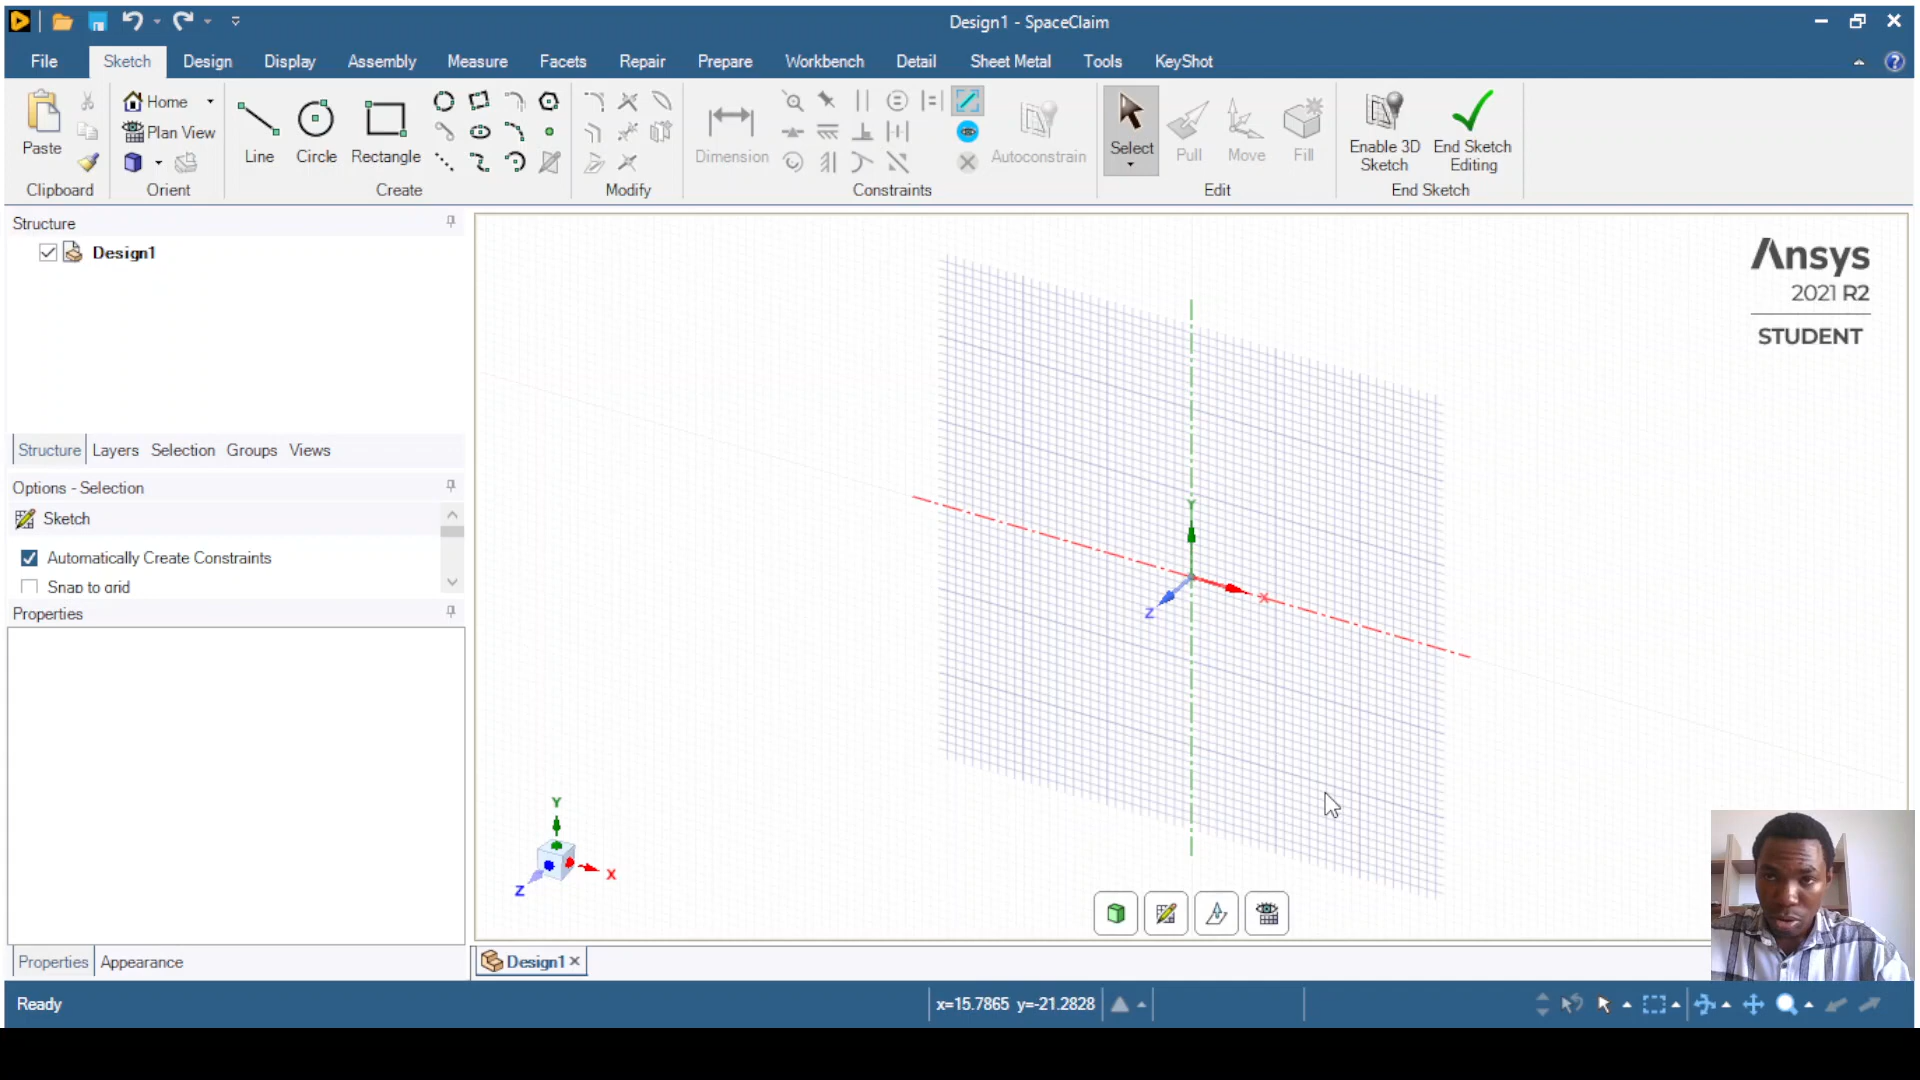 Design1 - SpaceClaim
File Sketch Design Display Assembly Measure Facets Repair Prepare Workbench Detail Sheet Metal Tools KeyShot
Paste
Clipboard
Home
Plan View
Orient
Line
Circle
Rectangle
Create
Modify
Dimension
Autoconstrain
Constraints
Select
Pull
Move
Fill
Edit
Enable 3D
Sketch
End Sketch
Editing
End Sketch
Structure
Design1
Structure Layers Selection Groups Views
Options - Selection
Sketch
Automatically Create Constraints
Snap to grid
Properties
Properties Appearance
Ansys
2021 R2
STUDENT
Y
X
Z
Y
X
Z
Design1
Ready
x=15.7865 y=-21.2828